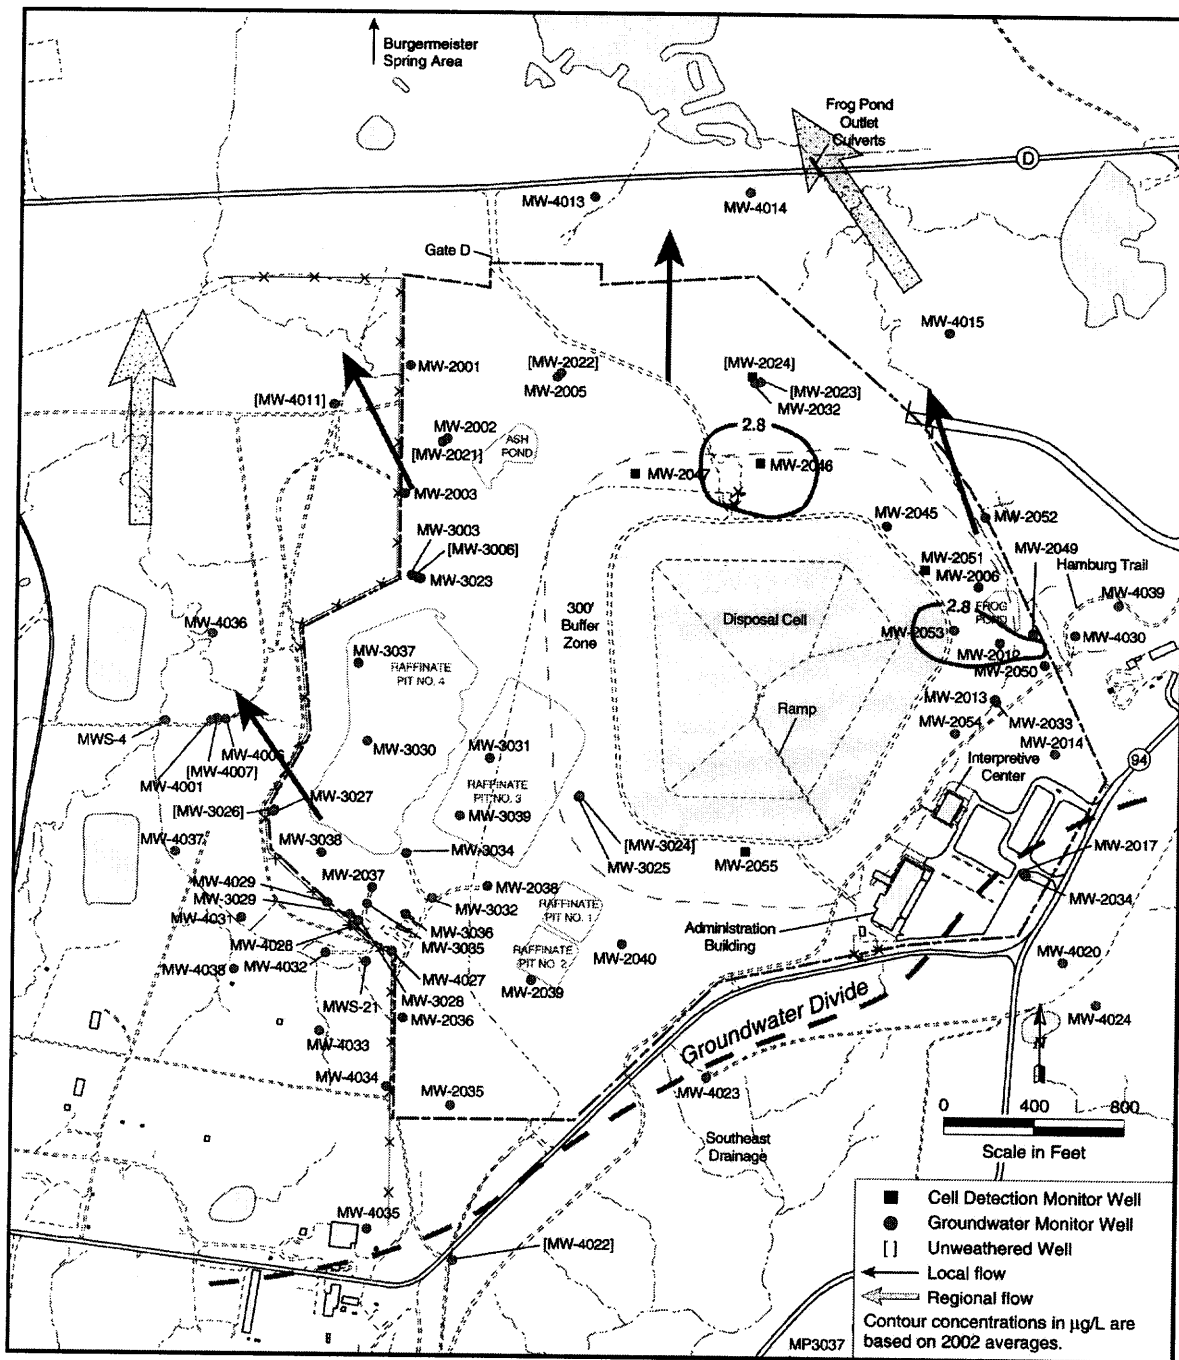 Burgermeister
Spring Area
Frog Pond
Outlet
Culverts
D
MW-4013
MW-4014
Gate D
MW-4015
MW-2001
[MW-2022]
MW-2005
[MW-2024]
[MW-2023]
MW-2032
[MW-4011]
MW-2002
[MW-2021]
ASH
POND
2.8
MW-2047
MW-2046
MW-2003
MW-2045
MW-2052
MW-3003
[MW-3006]
MW-3023
MW-2051
MW-2049
MW-2006
Hamburg Trail
MW-4039
300'
Buffer
Zone
Disposal Cell
2.8
FROG
POND
MW-2053
MW-4030
MW-2012
MW-2050
MW-4036
MW-3037
RAFFINATE
PIT NO. 4
MW-2013
MW-2033
MW-2054
MW-2014
Ramp
MWS-4
MW-4006
[MW-4007]
MW-4001
MW-3030
MW-3031
Interpretive
Center
94
RAFFINATE
PIT NO. 3
MW-3027
[MW-3026]
MW-3039
MW-4037
MW-3038
MW-3034
[MW-3024]
MW-3025
MW-2055
MW-2017
MW-2034
MW-2037
MW-2038
MW-4029
MW-3029
MW-4031
MW-3032
RAFFINATE
PIT NO. 1
MW-3036
MW-3035
MW-4028
MW-4032
MW-4038
MW-4027
RAFFINATE
PIT NO. 2
MW-2040
Administration
Building
MW-4020
MW-3028
MWS-21
MW-2039
MW-2036
Groundwater Divide
MW-4024
N
MW-4033
MW-4034
MW-2035
MW-4023
0 400 800
Scale in Feet
Southeast
Drainage
MW-4035
[MW-4022]
Cell Detection Monitor Well
Groundwater Monitor Well
[ ] Unweathered Well
Local flow
Regional flow
Contour concentrations in µg/L are
based on 2002 averages.
MP3037